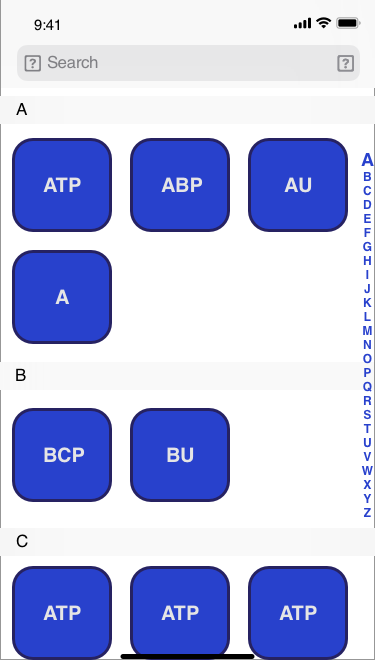 9:41
? Search ?
A
ATP ABP AU
A
B
BCP BU
C
ATP ATP ATP
A
B
C
D
E
F
G
H
I
J
K
L
M
N
O
P
Q
R
S
T
U
V
W
X
Y
Z